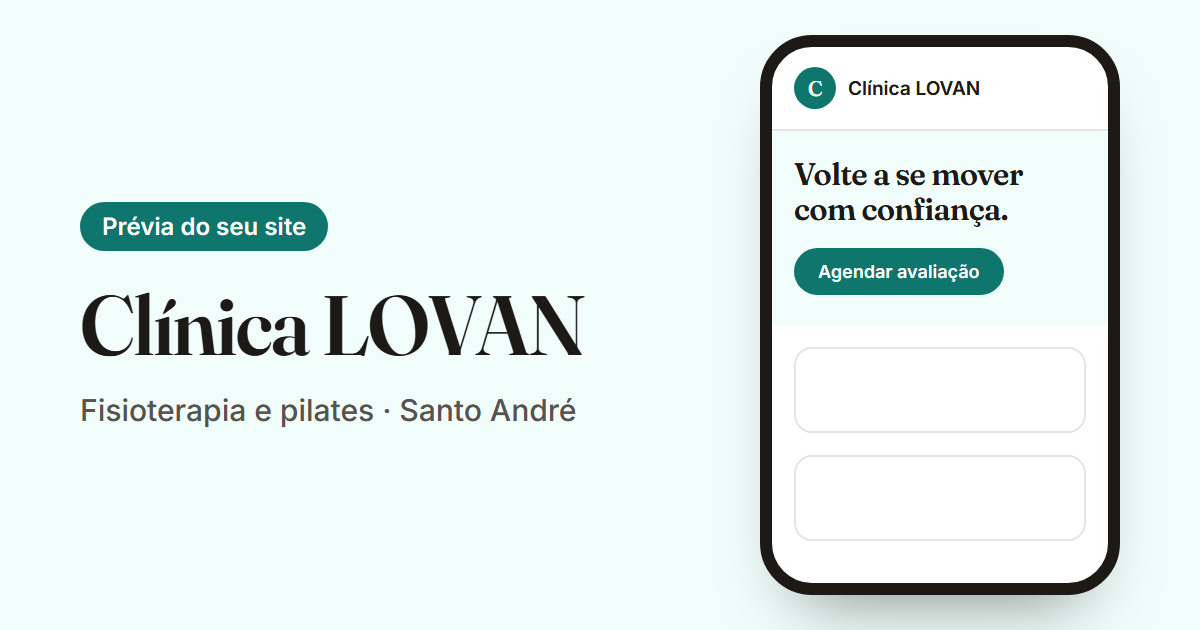 Prévia do seu site
Clínica LOVAN
Fisioterapia e pilates · Santo André
C
Clínica LOVAN
Volte a se mover
com confiança.
Agendar avaliação